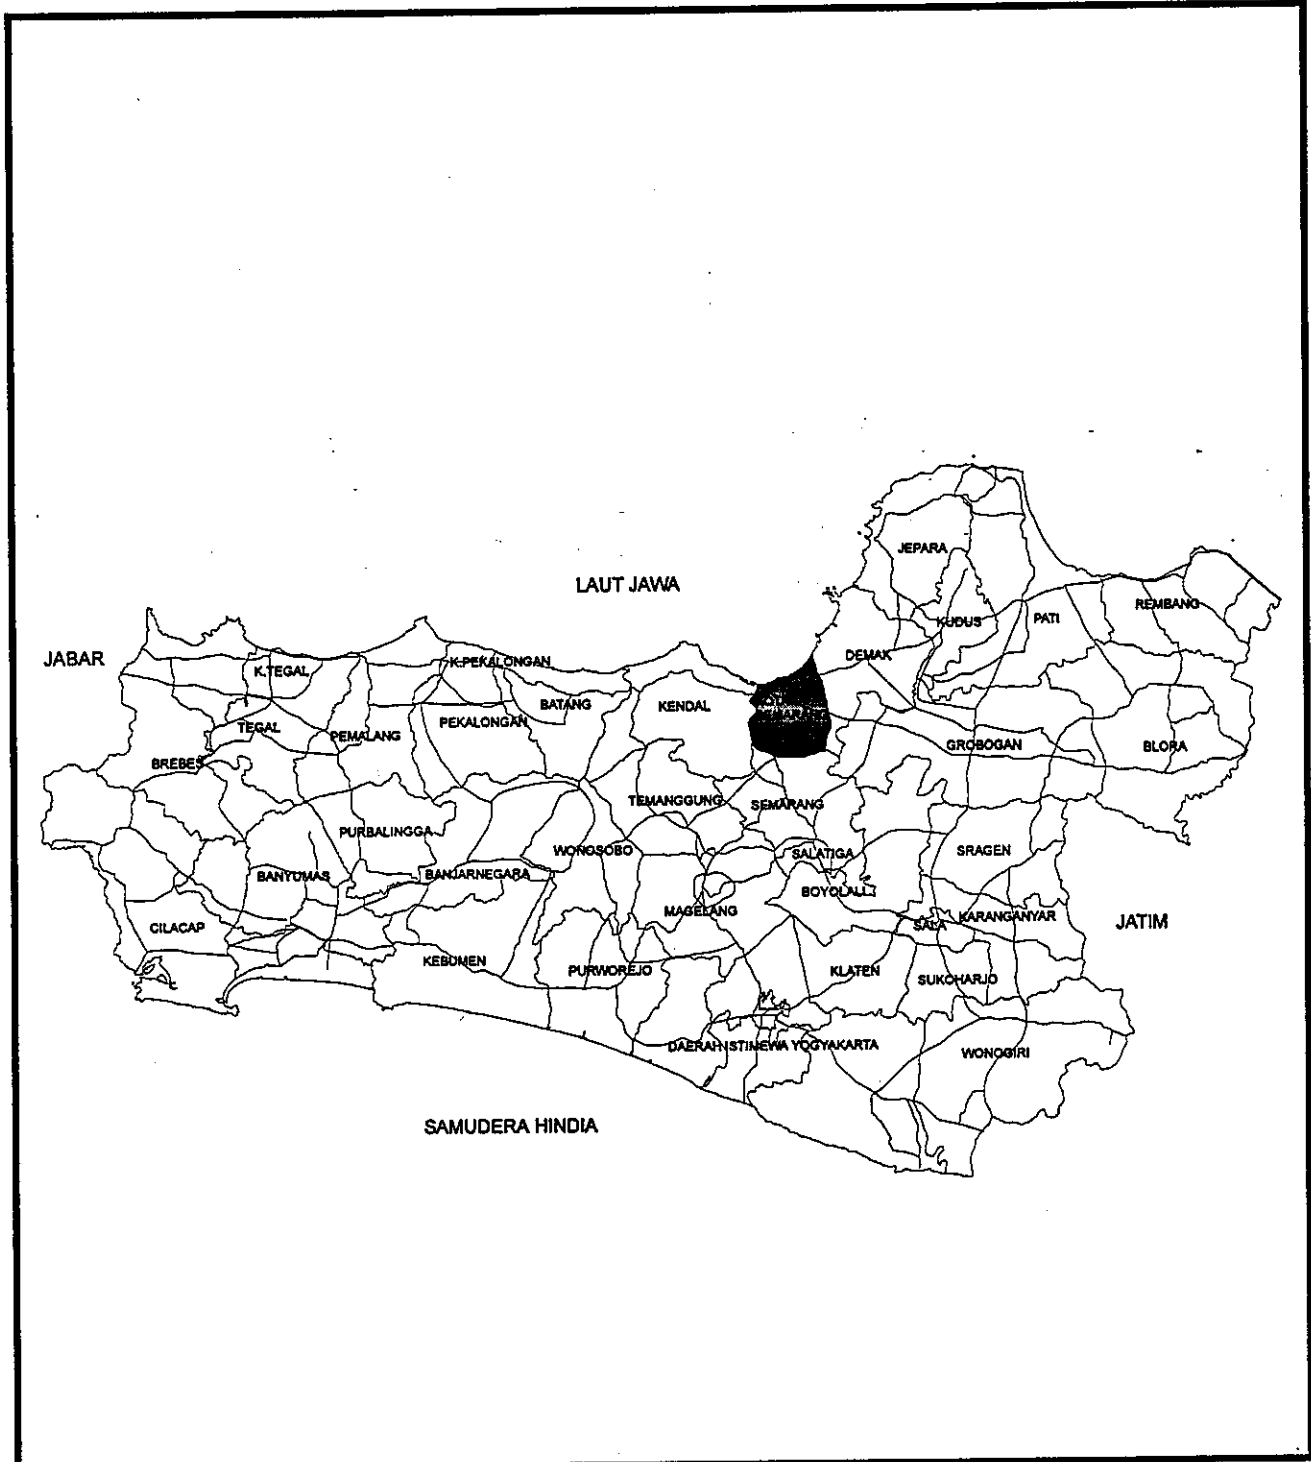 JEPARA
LAUT JAWA
REMBANG
KUDUS
PATI
DEMAK
JABAR
K.PEKALONGAN
K.TEGAL
BATANG
KENDAL
SEMARANG
PEKALONGAN
TEGAL
PEMALANG
GROBOGAN
BLORA
BREBES
TEMANGGUNG
SEMARANG
PURBALINGGA
WONOSOBO
SALATIGA
SRAGEN
BANYUMAS
BANJARNEGARA
BOYOLALI
MAGELANG
KARANGANYAR
JATIM
CILACAP
SALA
KEBUMEN
PURWOREJO
KLATEN
SUKOHARJO
DAERAH ISTIMEWA YOGYAKARTA
WONOGIRI
SAMUDERA HINDIA